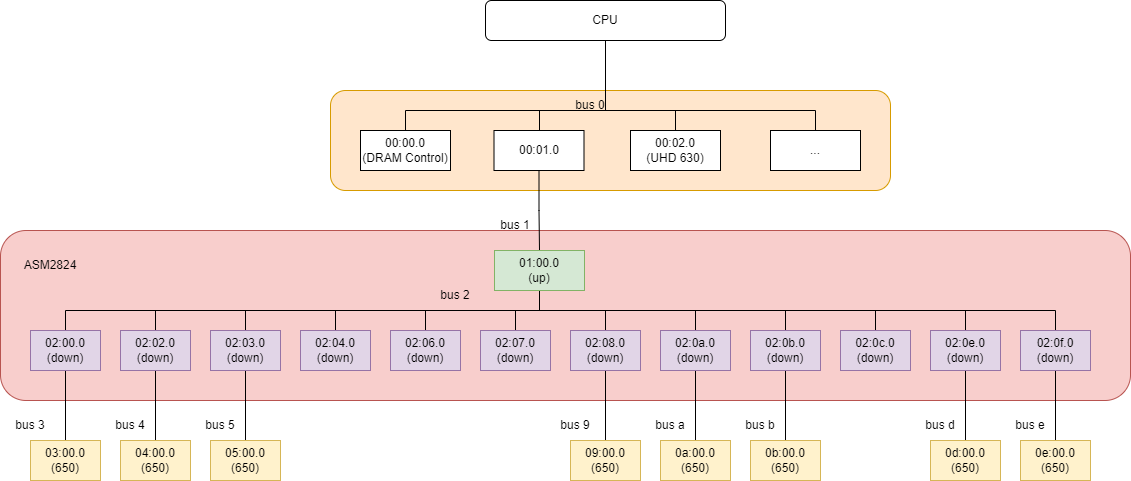 CPU
bus 0
00:00.0
(DRAM Control)
00:01.0
00:02.0
(UHD 630)
...
bus 1
ASM2824
01:00.0
(up)
bus 2
02:00.0
(down)
02:02.0
(down)
02:03.0
(down)
02:04.0
(down)
02:06.0
(down)
02:07.0
(down)
02:08.0
(down)
02:0a.0
(down)
02:0b.0
(down)
02:0c.0
(down)
02:0e.0
(down)
02:0f.0
(down)
bus 3
bus 4
bus 5
bus 9
bus a
bus b
bus d
bus e
03:00.0
(650)
04:00.0
(650)
05:00.0
(650)
09:00.0
(650)
0a:00.0
(650)
0b:00.0
(650)
0d:00.0
(650)
0e:00.0
(650)